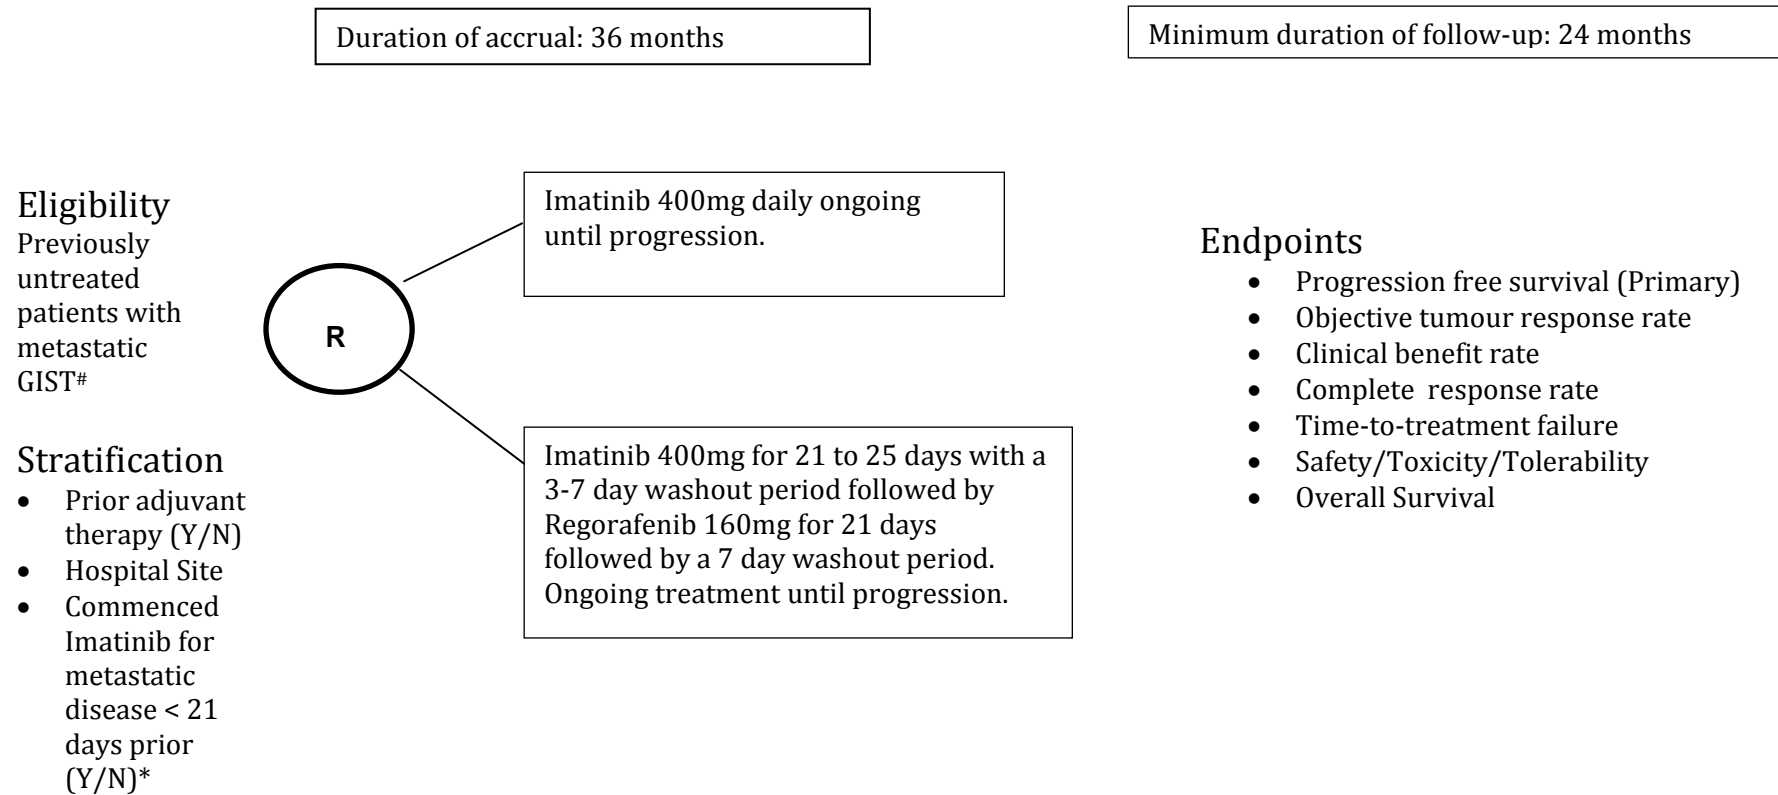 Duration of accrual: 36 months
Minimum duration of follow-up: 24 months
Eligibility
Previously
untreated
patients with
metastatic
GIST#
Stratification
• Prior adjuvant
therapy (Y/N)
• Hospital Site
• Commenced
Imatinib for
metastatic
disease < 21
days prior
(Y/N)*
R
Imatinib 400mg daily ongoing
until progression.
Imatinib 400mg for 21 to 25 days with a
3-7 day washout period followed by
Regorafenib 160mg for 21 days
followed by a 7 day washout period.
Ongoing treatment until progression.
Endpoints
• Progression free survival (Primary)
• Objective tumour response rate
• Clinical benefit rate
• Complete  response rate
• Time-to-treatment failure
• Safety/Toxicity/Tolerability
• Overall Survival